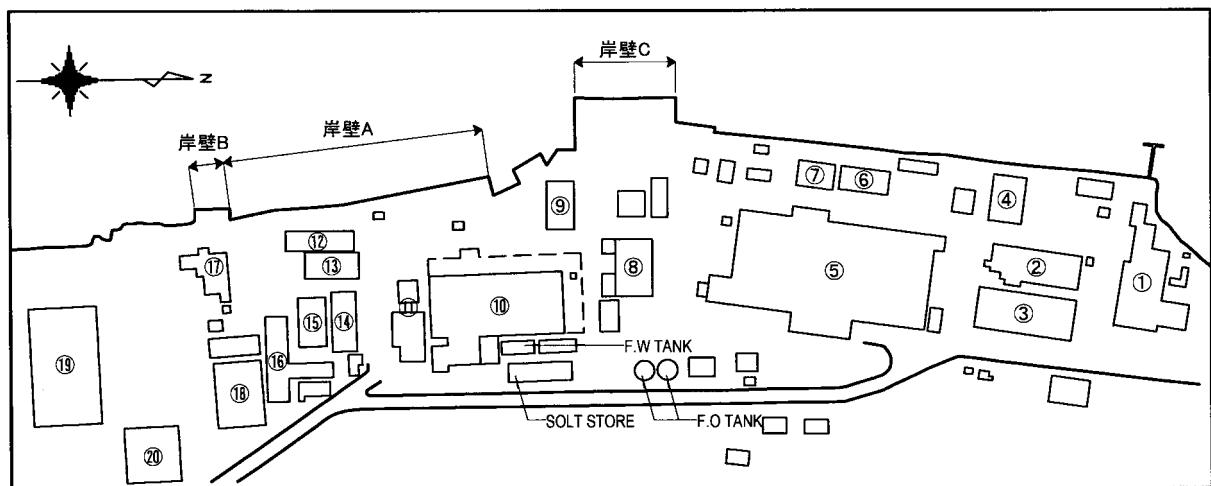 岸壁C
N
岸壁A
岸壁B
⑦
⑥
④
⑨
⑫
⑬
⑰
⑧
⑤
②
①
⑩
⑪
③
⑮
⑭
⑯
⑲
⑱
F.W TANK
SOLT STORE
F.O TANK
⑳